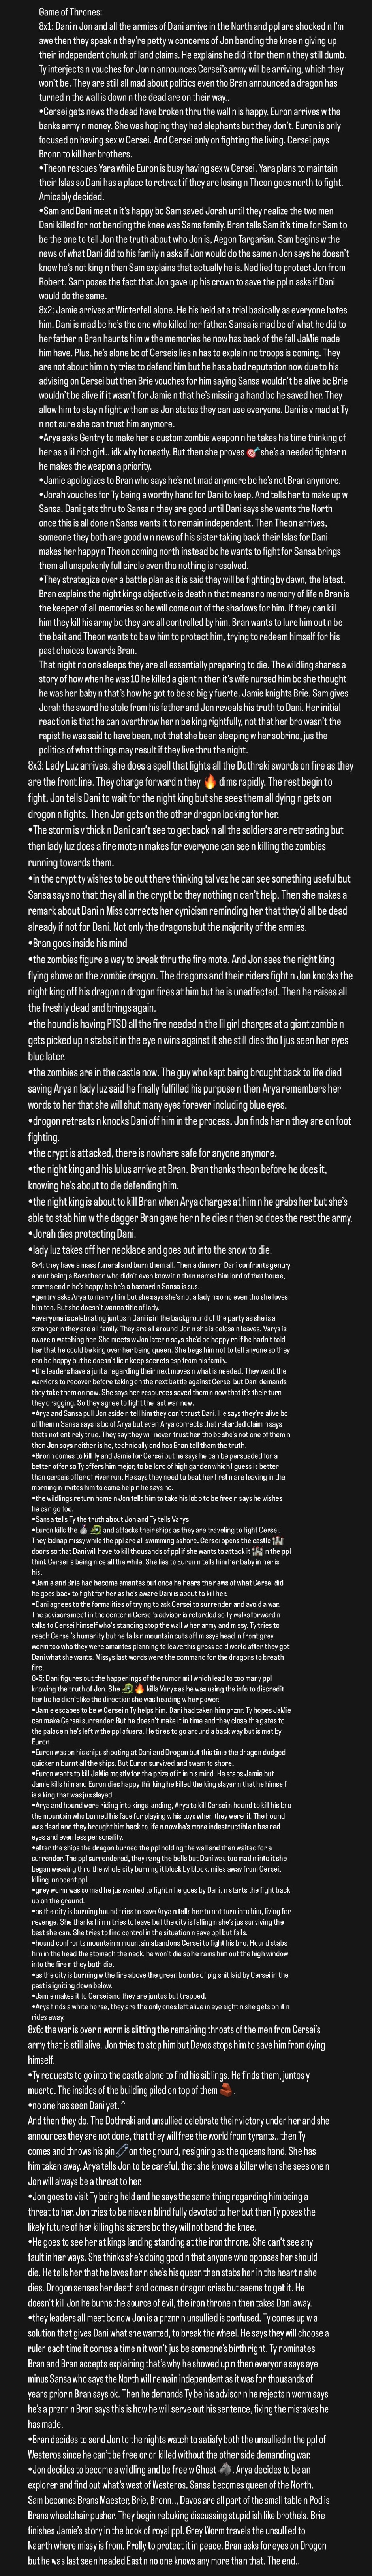 Game of Thrones:
8x1: Dani n Jon and all the armies of Dani arrive in the North and ppl are shocked n I'm
awe then they speak n they're petty w concerns of Jon bending the knee n giving up
their independent chunk of land claims. He explains he did it for them n they still dumb.
Ty interjects n vouches for Jon n announces Cersei's army will be arriving, which they
won't be. They are still all mad about politics even tho Bran announced a dragon has
turned n the wall is down n the dead are on their way..
•Cersei gets news the dead have broken thru the wall n is happy. Euron arrives w the
banks army n money. She was hoping they had elephants but they don't. Euron is only
focused on having sex w Cersei. And Cersei only on fighting the living. Cersei pays
Bronn to kill her brothers.
•Theon rescues Yara while Euron is busy having sex w Cersei. Yara plans to maintain
their Islas so Dani has a place to retreat if they are losing n Theon goes north to fight.
Amicably decided.
•Sam and Dani meet n it's happy bc Sam saved Jorah until they realize the two men
Dani killed for not bending the knee was Sams family. Bran tells Sam it's time for Sam to
be the one to tell Jon the truth about who Jon is, Aegon Targarian. Sam begins w the
news of what Dani did to his family n asks if Jon would do the same n Jon says he doesn't
know he's not king n then Sam explains that actually he is. Ned lied to protect Jon from
Robert. Sam poses the fact that Jon gave up his crown to save the ppl n asks if Dani
would do the same.
8x2: Jamie arrives at Winterfell alone. He his held at a trial basically as everyone hates
him. Dani is mad bc he's the one who killed her father. Sansa is mad bc of what he did to
her father n Bran haunts him w the memories he now has back of the fall JaMie made
him have. Plus, he's alone bc of Cerseis lies n has to explain no troops is coming. They
are not about him n ty tries to defend him but he has a bad reputation now due to his
advising on Cersei but then Brie vouches for him saying Sansa wouldn't be alive bc Brie
wouldn't be alive if it wasn't for Jamie n that he's missing a hand bc he saved her. They
allow him to stay n fight w them as Jon states they can use everyone. Dani is v mad at Ty
n not sure she can trust him anymore.
•Arya asks Gentry to make her a custom zombie weapon n he takes his time thinking of
her as a lil rich girl.. idk why honestly. But then she proves 🎯 she's a needed fighter n
he makes the weapon a priority.
•Jamie apologizes to Bran who says he's not mad anymore bc he's not Bran anymore.
•Jorah vouches for Ty being a worthy hand for Dani to keep. And tells her to make up w
Sansa. Dani gets thru to Sansa n they are good until Dani says she wants the North
once this is all done n Sansa wants it to remain independent. Then Theon arrives,
someone they both are good w n news of his sister taking back their Islas for Dani
makes her happy n Theon coming north instead bc he wants to fight for Sansa brings
them all unspokenly full circle even tho nothing is resolved.
•They strategize over a battle plan as it is said they will be fighting by dawn, the latest.
Bran explains the night kings objective is death n that means no memory of life n Bran is
the keeper of all memories so he will come out of the shadows for him. If they can kill
him they kill his army bc they are all controlled by him. Bran wants to lure him out n be
the bait and Theon wants to be w him to protect him, trying to redeem himself for his
past choices towards Bran.
That night no one sleeps they are all essentially preparing to die. The wildling shares a
story of how when he was 10 he killed a giant n then it's wife nursed him bc she thought
he was her baby n that's how he got to be so big y fuerte. Jamie knights Brie. Sam gives
Jorah the sword he stole from his father and Jon reveals his truth to Dani. Her initial
reaction is that he can overthrow her n be king rightfully, not that her bro wasn't the
rapist he was said to have been, not that she ben sleeping w her sobrino, jus the
politics of what things may result if they live thru the night.
8x3: Lady Luz arrives, she does a spell that lights all the Dothraki swords on fire as they
are the front line. They charge forward n they 🔥 dims rapidly. The rest begin to
fight. Jon tells Dani to wait for the night king but she sees them all dying n gets on
dragon n fights. Then Jon gets on the other dragon looking for her.
•The storm is v thick n Dani can't see to get back n all the soldiers are retreating but
then lady luz does a fire mote n makes for everyone can see n killing the zombies
running towards them.
•in the crypt ty wishes to be out there thinking tal vez he can see something useful but
Sansa says no that they all in the crypt bc they nothing n can't help. Then she makes a
remark about Dani n Miss corrects her cynicism reminding her that they'd all be dead
already if not for Dani. Not only the dragons but the majority of the armies.
•Bran goes inside his mind
•the zombies figure a way to break thru the fire mote. And Jon sees the night king
flying above on the zombie dragon. The dragons and their riders fight n Jon knocks the
night king off his dragon n drogon fires at him but he is unedfected. Then he raises all
the freshly dead and brings again.
•the hound is having PTSD all the fire needed n the lil girl charges at a giant zombie n
gets picked up n stabs it in the eye n wins against it she still dies tho I jus seen her eyes
blue later.
•the zombies are in the castle now. The guy who kept being brought back to life died
saving Arya n lady luz said he finally fulfilled his purpose n then Arya remembers her
words to her that she will shut many eyes forever including blue eyes.
•drogon retreats n knocks Dani off him in the process. Jon finds her n they are on foot
fighting.
•the crypt is attacked, there is nowhere safe for anyone anymore.
•the night king and his lulus arrive at Bran. Bran thanks theon before he does it,
knowing he's about to die defending him.
•the night king is about to kill Bran when Arya charges at him n he grabs her but she's
able to stab him w the dagger Bran gave her n he dies n then so does the rest the army.
•Jorah dies protecting Dani.
•lady luz takes off her necklace and goes out into the snow to die.
8x4: they have a mass funeral and burn them all. Then a dinner n Dani confronts gentry
about being a Baratheon who didn't even know it n then names him lord of that house,
storms end n he's happy bc he's a bastard n Sansa is sus.
•gentry asks Arya to marry him but she says she's not a lady n so no even tho she loves
him too. But she doesn't wanna title of lady.
•everyone is celebrating juntos n Dani is in the background of the party as she is a
stranger n they are all family. They are all around Jon n she is celosa n leaves. Varys is
aware n watching her. She meets w Jon later n says she'd be happy n if he hadn't told
her that he could be king over her being queen. She begs him not to tell anyone so they
can be happy but he doesn't lie n keep secrets esp from his family.
•the leaders have a junta regarding their next moves n what is needed. They want the
warriors to recover before taking on the next battle against Cersei but Dani demands
they take them on now. She says her resources saved them n now that it's their turn
they dragging. So they agree to fight the last war now.
•Arya and Sansa pull Jon aside n tell him they don't trust Dani. He says they're alive bc
of them n Sansa says is bc of Arya but even Arya corrects that retarded claim n says
thats not entirely true. They say they will never trust her tho bc she's not one of them n
then Jon says neither is he, technically and has Bran tell them the truth.
•Bronn comes to kill Ty and Jamie for Cersei but he says he can be persuaded for a
better offer so Ty offers him major, to be lord of high garden which I guess is better
than cerseis offer of river run. He says they need to beat her first n are leaving in the
morning n invites him to come help n he says no.
•the wildlings return home n Jon tells him to take his lobo to be free n says he wishes
he can go too.
•Sansa tells Ty the truth about Jon and Ty tells Varys.
•Euron kills the 🥈🐉 and attacks their ships as they are traveling to fight Cersei.
They kidnap missy while the ppl are all swimming ashore. Cersei opens the castle 🏰
doors so that Dani will have to kill thousands of ppl if she wants to attack it 🏰 n the ppl
think Cersei is being nice all the while. She lies to Euron n tells him her baby in her is
his.
•Jamie and Brie had become amantes but once he hears the news of what Cersei did
he goes back to fight for her as he's aware Dani is about to kill her.
•Dani agrees to the formalities of trying to ask Cersei to surrender and avoid a war.
The advisors meet in the center n Cersei's advisor is retarded so Ty walks forward n
talks to Cersei himself who's standing atop the wall w her army and missy. Ty tries to
reach Cersei's humanity but he fails n mountain cuts off missys head in front grey
worm to who they were amantes planning to leave this gross cold world after they got
Dani what she wants. Missys last words were the command for the dragons to breath
fire.
8x5: Dani figures out the happenings of the rumor mill which lead to too many ppl
knowing the truth of Jon. She 🐉🔥 kills Varys as he was using the info to discredit
her bc he didn't like the direction she was heading w her power.
•Jamie escapes to be w Cersei n Ty helps him. Dani had taken him prznr. Ty hopes JaMie
can make Cersei surrender. But he doesn't make it in time and they close the gates to
the palace n he's left w the ppl afuera. He tires to go around a back way but is met by
Euron.
•Euron was on his ships shooting at Dani and Drogon but this time the dragon dodged
quicker n burnt all the ships. But Euron survived and swam to shore.
•Euron wants to kill JaMie mostly for the prize of it in his mind. He stabs Jamie but
Jamie kills him and Euron dies happy thinking he killed the king slayer n that he himself
is a king that was jus slayed..
•Arya and hound were riding into kings landing, Arya to kill Cersei n hound to kill his bro
the mountain who burned his face for playing w his toys when they were lil. The hound
was dead and they brought him back to life n now he's more indestructible n has red
eyes and even less personality.
•after the ships the dragon burned the ppl holding the wall and then waited for a
surrender. The ppl surrendered, they rang the bells but Dani was too mad n into it she
began weaving thru the whole city burning it block by block, miles away from Cersei,
killing innocent ppl.
•grey worm was so mad he jus wanted to fight n he goes by Dani, n starts the fight back
up on the ground.
•as the city is burning hound tries to save Arya n tells her to not turn into him, living for
revenge. She thanks him n tries to leave but the city is falling n she's jus surviving the
best she can. She tries to find control in the situation n save ppl but fails.
•hound confronts mountain n mountain abandons Cersei to fight his bro. Hound stabs
him in the head the stomach the neck, he won't die so he rams him out the high window
into the fire n they both die.
•as the city is burning w the fire above the green bombs of pig shit laid by Cersei in the
past is igniting down below.
•Jamie makes it to Cersei and they are juntos but trapped.
•Arya finds a white horse, they are the only ones left alive in eye sight n she gets on it n
rides away.
8x6: the war is over n worm is slitting the remaining throats of the men from Cersei's
army that is still alive. Jon tries to stop him but Davos stops him to save him from dying
himself.
•Ty requests to go into the castle alone to find his siblings. He finds them, juntos y
muerto. The insides of the building piled on top of them 🧱.
•no one has seen Dani yet. ^
And then they do. The Dothraki and unsullied celebrate their victory under her and she
announces they are not done, that they will free the world from tyrants.. then Ty
comes and throws his pin🧷 on the ground, resigning as the queens hand. She has
him taken away. Arya tells Jon to be careful, that she knows a killer when she sees one n
Jon will always be a threat to her.
•Jon goes to visit Ty being held and he says the same thing regarding him being a
threat to her. Jon tries to be nieve n blind fully devoted to her but then Ty poses the
likely future of her killing his sisters bc they will not bend the knee.
•He goes to see her at kings landing standing at the iron throne. She can't see any
fault in her ways. She thinks she's doing good n that anyone who opposes her should
die. He tells her that he loves her n she's his queen then stabs her in the heart n she
dies. Drogon senses her death and comes n dragon cries but seems to get it. He
doesn't kill Jon he burns the source of it all, the iron throne n then takes Dani away.
•they leaders all meet bc now Jon is a prznr n unsullied is confused. Ty comes up w a
solution that gives Dani what she wanted, to break the wheel. He says they will choose a
ruler each time it comes a time n it won't jus be someone's birth right. Ty nominates
Bran and Bran accepts explaining that's why he showed up n then everyone says aye
minus Sansa who says the North will remain independent as it was for thousands of
years prior n Bran says ok. Then he demands Ty be his advisor n he rejects n worm says
he's a prznr n Bran says this is how he will serve out his sentence, fixing the mistakes he
has made.
•Bran decides to send Jon to the nights watch to satisfy both the unsullied n the ppl of
Westeros since he can't be free or or killed without the other side demanding war.
•Jon decides to become a wildling and be free w Ghost 🐺. Arya decides to be an
explorer and find out what's west of Westeros. Sansa becomes queen of the North.
Sam becomes Brans Maester, Brie, Bronn.., Davos are all part of the small table n Pod is
Brans wheelchair pusher. They begin rebuking discussing stupid ish like brothels. Brie
finishes Jamie's story in the book of royal ppl. Grey Worm travels the unsullied to
Naarth where missy is from. Prolly to protect it in peace. Bran asks for eyes on Drogon
but he was last seen headed East n no one knows any more than that. The end..